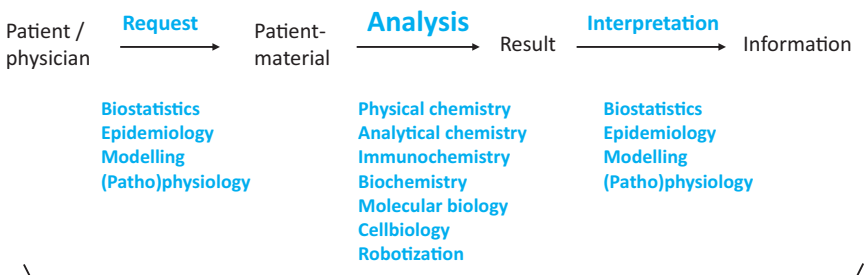 Patient / physician
Request
Patient-material
Analysis
Result
Interpretation
Information
Biostatistics
Epidemiology
Modelling
(Patho)physiology
Physical chemistry
Analytical chemistry
Immunochemistry
Biochemistry
Molecular biology
Cellbiology
Robotization
Biostatistics
Epidemiology
Modelling
(Patho)physiology